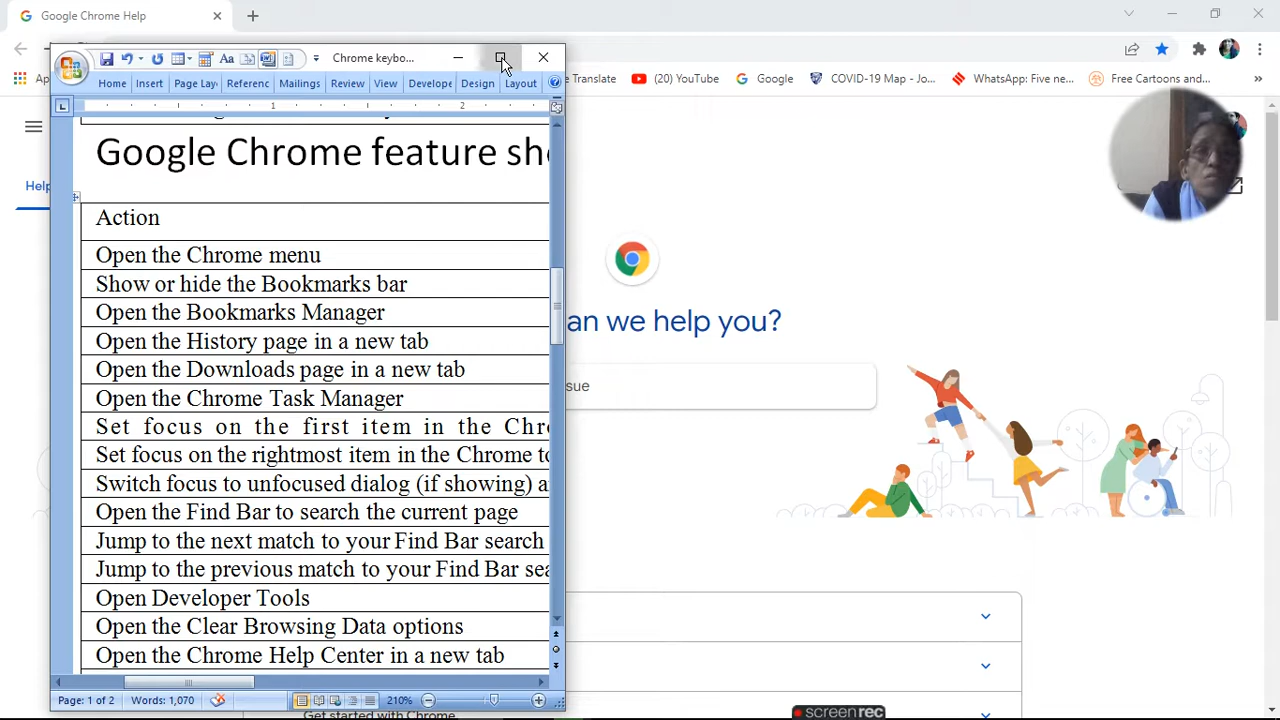 Google Chrome Help
Chrome keybo...
Home Insert Page Lay Referenc Mailings Review View Develope Design Layout
Translate (20) YouTube Google COVID-19 Map - Jo... WhatsApp: Five ne... Free Cartoons and...
L 1 2
Help
Google Chrome feature sh
Action
Open the Chrome menu
Show or hide the Bookmarks bar
Open the Bookmarks Manager
Open the History page in a new tab
Open the Downloads page in a new tab
Open the Chrome Task Manager
Set focus on the first item in the Chr
Set focus on the rightmost item in the Chrome to
Switch focus to unfocused dialog (if showing) a
Open the Find Bar to search the current page
Jump to the next match to your Find Bar search
Jump to the previous match to your Find Bar sea
Open Developer Tools
Open the Clear Browsing Data options
Open the Chrome Help Center in a new tab
an we help you?
sue
Page: 1 of 2 Words: 1,070 210%
Get started with Chrome.
screenrec